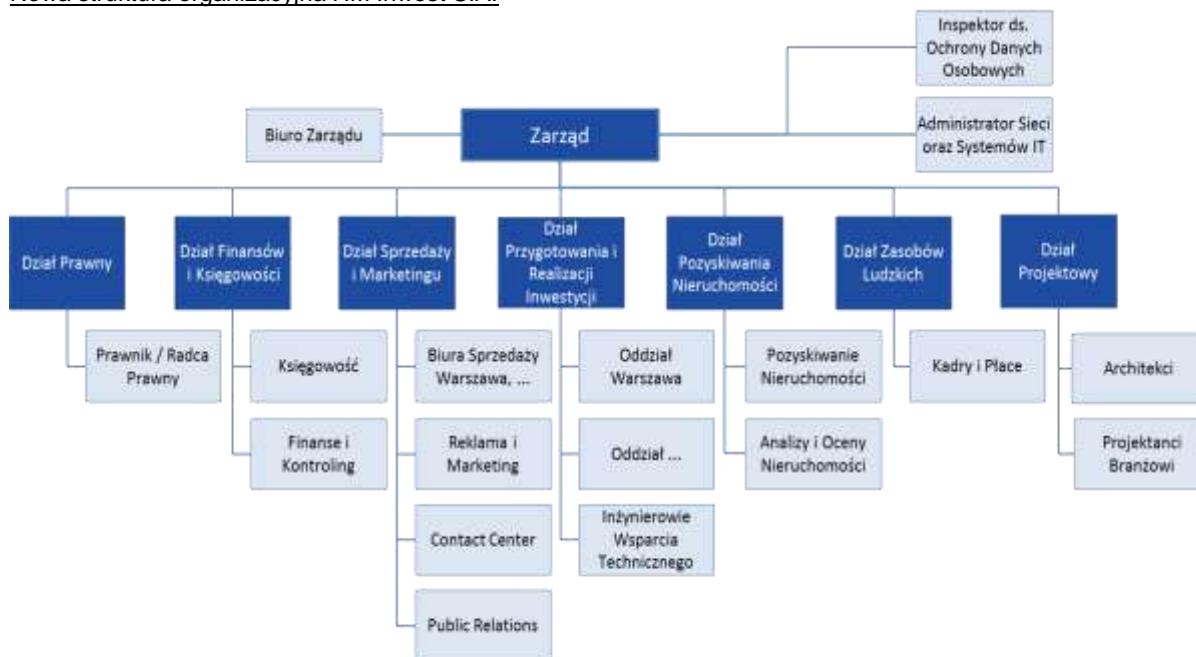 Nowa struktura organizacyjna
Inspektor ds.
Ochrony Danych
Osobowych
Biuro Zarządu
Zarząd
Administrator Sieci
oraz Systemów IT
Dział Prawny
Dział Finansów
i Księgowości
Dział Sprzedaży
i Marketingu
Dział
Przygotowania i
Realizacji
Inwestycji
Dział
Pozyskiwania
Nieruchomości
Dział Zasobów
Ludzkich
Dział
Projektowy
Prawnik / Radca
Prawny
Księgowość
Biura Sprzedaży
Warszawa, ...
Oddział
Warszawa
Pozyskiwanie
Nieruchomości
Kadry i Płace
Architekci
Finanse i
Kontroling
Reklama i
Marketing
Oddział ...
Analizy i Oceny
Nieruchomości
Projektanci
Branżowi
Contact Center
Inżynierowie
Wsparcia
Technicznego
Public Relations